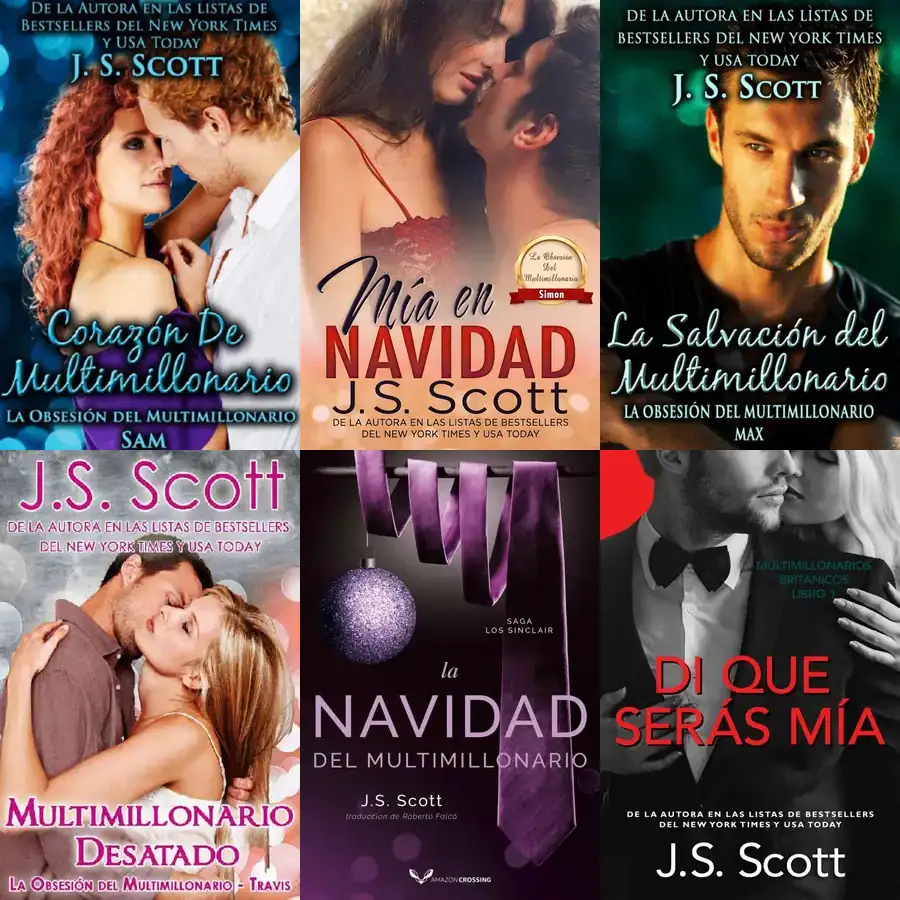 DE LA AUTORA EN LAS LISTAS DE
BESTSELLERS DEL NEW YORK TIMES
Y USA TODAY
J. S. SCOTT
Corazón De
Multimillonario
LA OBSESIÓN DEL MULTIMILLONARIO
SAM
La Obsesión
Del
Multimillonario
Simon
Mía en
NAVIDAD
J.S. Scott
DE LA AUTORA EN LAS LISTAS DE BESTSELLERS
DEL NEW YORK TIMES Y USA TODAY
DE LA AUTORA EN LAS LISTAS DE
BESTSELLERS DEL NEW YORK TIMES
Y USA TODAY
J. S. SCOTT
La Salvación del
Multimillonario
LA OBSESIÓN DEL MULTIMILLONARIO
MAX
J.S. Scott
DE LA AUTORA EN LAS LISTAS DE BESTSELLERS
DEL NEW YORK TIMES Y USA TODAY
MULTIMILLONARIO
DESATADO
LA OBSESIÓN DEL MULTIMILLONARIO - TRAVIS
SAGA
LOS SINCLAIR
la
NAVIDAD
DEL MULTIMILLONARIO
J.S. Scott
traducción de Roberto Falcó
AMAZONCROSSING
MULTIMILLONARIOS
BRITÁNICOS
LIBRO 1
DI QUE
SERÁS MÍA
DE LA AUTORA EN LAS LISTAS DE BESTSELLERS
DEL NEW YORK TIMES Y USA TODAY
J.S. Scott